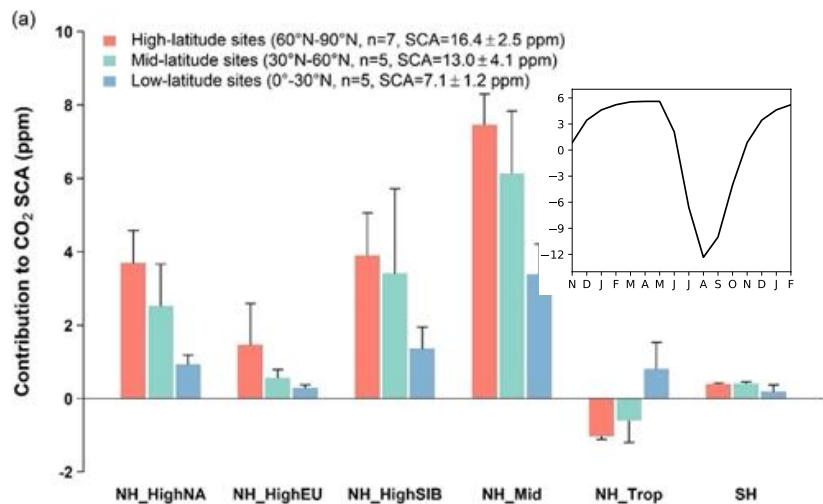 (a)
10
8
6
4
2
0
-2
Contribution to CO₂ SCA (ppm)
High-latitude sites (60°N-90°N, n=7, SCA=16.4±2.5 ppm)
Mid-latitude sites (30°N-60°N, n=5, SCA=13.0±4.1 ppm)
Low-latitude sites (0°-30°N, n=5, SCA=7.1±1.2 ppm)
6
3
0
−3
−6
−9
−12
N D J F M A M J J A S O N D J F
NH_HighNA NH_HighEU NH_HighSIB NH_Mid NH_Trop SH